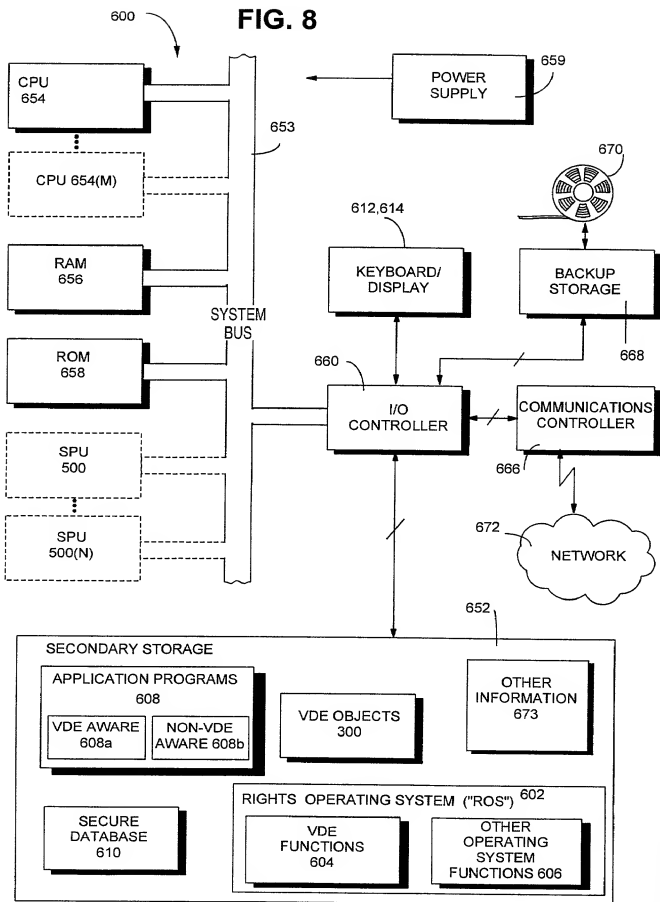 FIG. 8
600
CPU
654
CPU 654(M)
RAM
656
ROM
658
SPU
500
SPU
500(N)
653
SYSTEM
BUS
POWER
SUPPLY
659
670
612,614
KEYBOARD/
DISPLAY
BACKUP
STORAGE
668
660
I/O
CONTROLLER
COMMUNICATIONS
CONTROLLER
666
672
NETWORK
652
SECONDARY STORAGE
APPLICATION PROGRAMS
608
VDE AWARE
608a
NON-VDE
AWARE 608b
VDE OBJECTS
300
OTHER
INFORMATION
673
SECURE
DATABASE
610
RIGHTS OPERATING SYSTEM ("ROS") 602
VDE
FUNCTIONS
604
OTHER
OPERATING
SYSTEM
FUNCTIONS 606